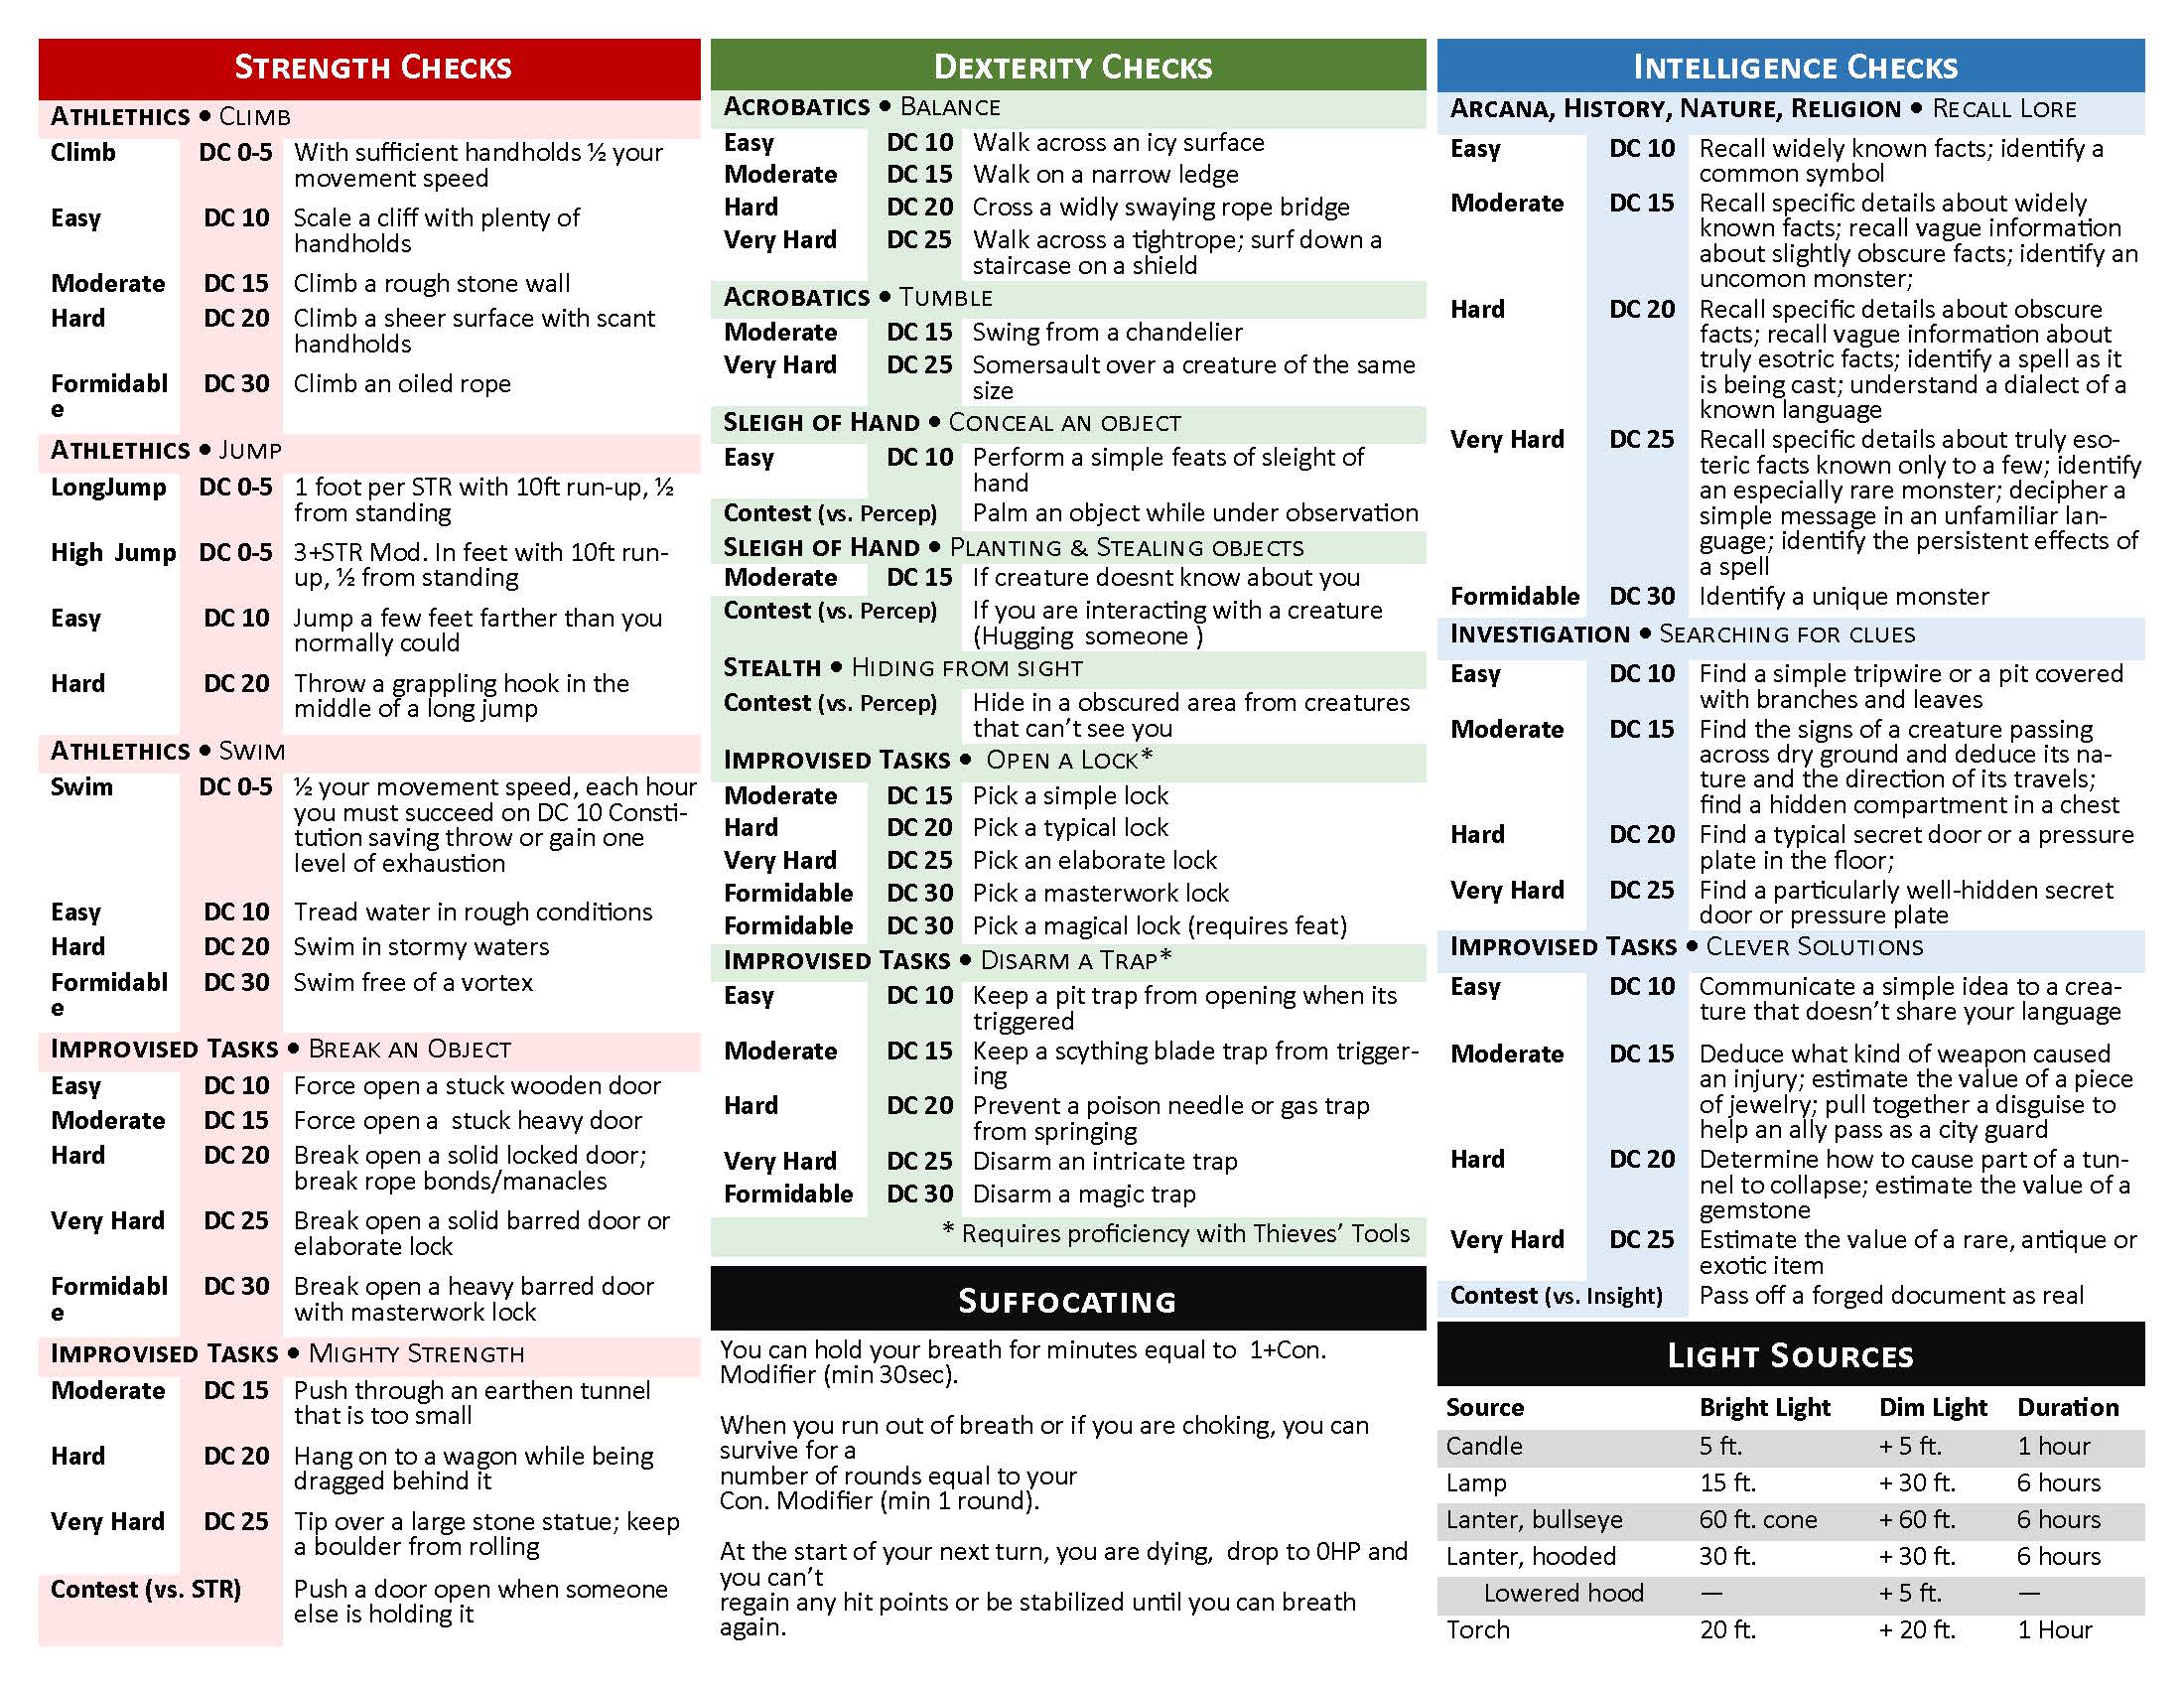 STRENGTH CHECKS
ATHLETHICS • CLIMB
Climb DC 0-5 With sufficient handholds ½ your
movement speed
Easy DC 10 Scale a cliff with plenty of
handholds
Moderate DC 15 Climb a rough stone wall
Hard DC 20 Climb a sheer surface with scant
handholds
Formidabl DC 30 Climb an oiled rope
e
ATHLETHICS • JUMP
LongJump DC 0-5 1 foot per STR with 10ft run-up, ½
from standing
High Jump DC 0-5 3+STR Mod. In feet with 10ft run-
up, ½ from standing
Easy DC 10 Jump a few feet farther than you
normally could
Hard DC 20 Throw a grappling hook in the
middle of a long jump
ATHLETHICS • SWIM
Swim DC 0-5 ½ your movement speed, each hour
you must succeed on DC 10 Consti-
tution saving throw or gain one
level of exhaustion
Easy DC 10 Tread water in rough conditions
Hard DC 20 Swim in stormy waters
Formidabl DC 30 Swim free of a vortex
e
IMPROVISED TASKS • BREAK AN OBJECT
Easy DC 10 Force open a stuck wooden door
Moderate DC 15 Force open a stuck heavy door
Hard DC 20 Break open a solid locked door;
break rope bonds/manacles
Very Hard DC 25 Break open a solid barred door or
elaborate lock
Formidabl DC 30 Break open a heavy barred door
e with masterwork lock
IMPROVISED TASKS • MIGHTY STRENGTH
Moderate DC 15 Push through an earthen tunnel
that is too small
Hard DC 20 Hang on to a wagon while being
dragged behind it
Very Hard DC 25 Tip over a large stone statue; keep
a boulder from rolling
Contest (vs. STR) Push a door open when someone
else is holding it
DEXTERITY CHECKS
ACROBATICS • BALANCE
Easy DC 10 Walk across an icy surface
Moderate DC 15 Walk on a narrow ledge
Hard DC 20 Cross a widly swaying rope bridge
Very Hard DC 25 Walk across a tightrope; surf down a
staircase on a shield
ACROBATICS • TUMBLE
Moderate DC 15 Swing from a chandelier
Very Hard DC 25 Somersault over a creature of the same
size
SLEIGH OF HAND • CONCEAL AN OBJECT
Easy DC 10 Perform a simple feats of sleight of
hand
Contest (vs. Percep) Palm an object while under observation
SLEIGH OF HAND • PLANTING & STEALING OBJECTS
Moderate DC 15 If creature doesnt know about you
Contest (vs. Percep) If you are interacting with a creature
(Hugging someone )
STEALTH • HIDING FROM SIGHT
Contest (vs. Percep) Hide in a obscured area from creatures
that can't see you
IMPROVISED TASKS • OPEN A LOCK*
Moderate DC 15 Pick a simple lock
Hard DC 20 Pick a typical lock
Very Hard DC 25 Pick an elaborate lock
Formidable DC 30 Pick a masterwork lock
Formidable DC 30 Pick a magical lock (requires feat)
IMPROVISED TASKS • DISARM A TRAP*
Easy DC 10 Keep a pit trap from opening when its
triggered
Moderate DC 15 Keep a scything blade trap from trigger-
ing
Hard DC 20 Prevent a poison needle or gas trap
from springing
Very Hard DC 25 Disarm an intricate trap
Formidable DC 30 Disarm a magic trap
* Requires proficiency with Thieves' Tools
SUFFOCATING
You can hold your breath for minutes equal to 1+Con.
Modifier (min 30sec).
When you run out of breath or if you are choking, you can
survive for a
number of rounds equal to your
Con. Modifier (min 1 round).
At the start of your next turn, you are dying, drop to 0HP and
you can't
regain any hit points or be stabilized until you can breath
again.
INTELLIGENCE CHECKS
ARCANA, HISTORY, NATURE, RELIGION • RECALL LORE
Easy DC 10 Recall widely known facts; identify a
common symbol
Moderate DC 15 Recall specific details about widely
known facts; recall vague information
about slightly obscure facts; identify an
uncomon monster;
Hard DC 20 Recall specific details about obscure
facts; recall vague information about
truly esotric facts; identify a spell as it
is being cast; understand a dialect of a
known language
Very Hard DC 25 Recall specific details about truly eso-
teric facts known only to a few; identify
an especially rare monster; decipher a
simple message in an unfamiliar lan-
guage; identify the persistent effects of
a spell
Formidable DC 30 Identify a unique monster
INVESTIGATION • SEARCHING FOR CLUES
Easy DC 10 Find a simple tripwire or a pit covered
with branches and leaves
Moderate DC 15 Find the signs of a creature passing
across dry ground and deduce its na-
ture and the direction of its travels;
find a hidden compartment in a chest
Hard DC 20 Find a typical secret door or a pressure
plate in the floor;
Very Hard DC 25 Find a particularly well-hidden secret
door or pressure plate
IMPROVISED TASKS • CLEVER SOLUTIONS
Easy DC 10 Communicate a simple idea to a crea-
ture that doesn't share your language
Moderate DC 15 Deduce what kind of weapon caused
an injury; estimate the value of a piece
of jewelry; pull together a disguise to
help an ally pass as a city guard
Hard DC 20 Determine how to cause part of a tun-
nel to collapse; estimate the value of a
gemstone
Very Hard DC 25 Estimate the value of a rare, antique or
exotic item
Contest (vs. Insight) Pass off a forged document as real
LIGHT SOURCES
Source Bright Light Dim Light Duration
Candle 5 ft. + 5 ft. 1 hour
Lamp 15 ft. + 30 ft. 6 hours
Lanter, bullseye 60 ft. cone + 60 ft. 6 hours
Lanter, hooded 30 ft. + 30 ft. 6 hours
Lowered hood — + 5 ft. —
Torch 20 ft. + 20 ft. 1 Hour